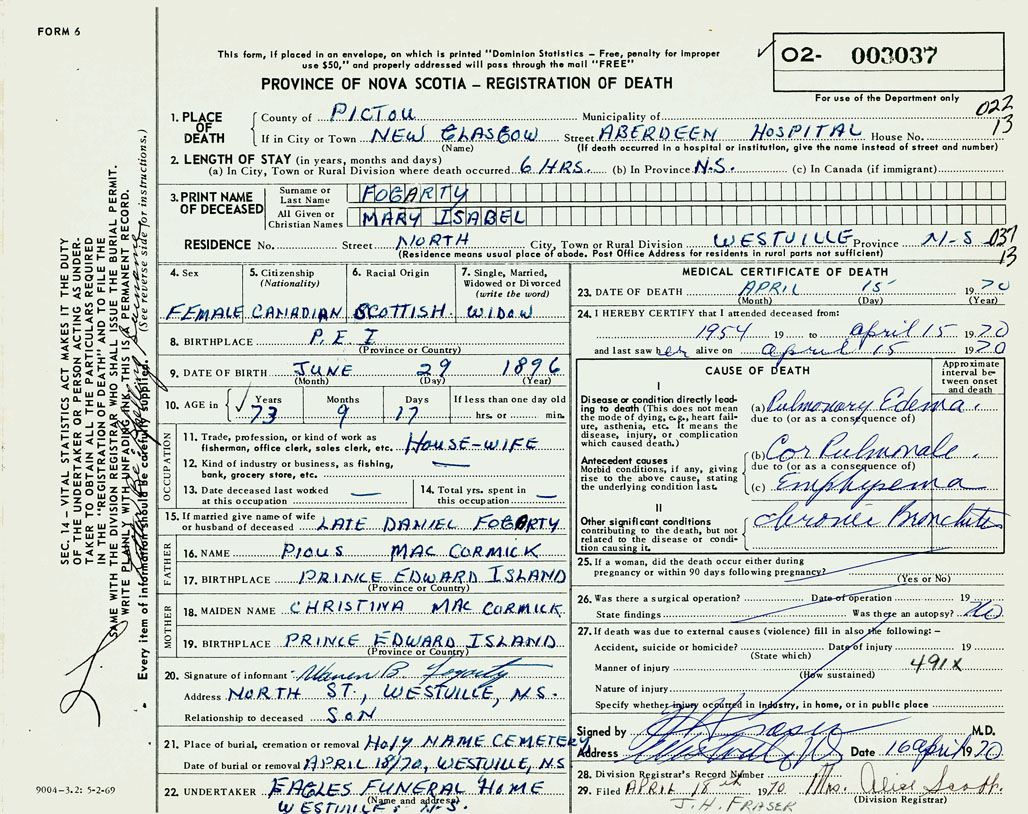 FORM 6
This form, if placed in an envelope, on which is printed "Dominion Statistics – Free, penalty for improper
use $50," and properly addressed will pass through the mail "FREE"
PROVINCE OF NOVA SCOTIA – REGISTRATION OF DEATH
02- 003037
For use of the Department only
022
13
1. PLACE OF DEATH
County of PICTOU Municipality of
If in City or Town NEW GLASGOW Street ABERDEEN HOSPITAL House No.
(Name) (If death occurred in a hospital or institution, give the name instead of street and number)
2. LENGTH OF STAY (in years, months and days)
(a) In City, Town or Rural Division where death occurred 6 HRS. (b) In Province N.S. (c) In Canada (if immigrant)
3. PRINT NAME OF DECEASED
Surname or Last Name FOGARTY
All Given or Christian Names MARY ISABEL
RESIDENCE No. Street NORTH City, Town or Rural Division WESTVILLE Province N-S 037
13
(Residence means usual place of abode. Post Office Address for residents in rural parts not sufficient)
4. Sex 5. Citizenship (Nationality) 6. Racial Origin 7. Single, Married, Widowed or Divorced (write the word)
FEMALE CANADIAN SCOTTISH. WIDOW
8. BIRTHPLACE P.E I
(Province or Country)
9. DATE OF BIRTH JUNE 29 1896
(Month) (Day) (Year)
10. AGE in Years Months Days If less than one day old
73 9 17 hrs. or min.
OCCUPATION
11. Trade, profession, or kind of work as
fisherman, office clerk, sales clerk, etc. HOUSE-WIFE
12. Kind of industry or business, as fishing,
bank, grocery store, etc. —
13. Date deceased last worked
at this occupation —
14. Total yrs. spent in
this occupation —
15. If married give name of wife
or husband of deceased LATE DANIEL FOGARTY
FATHER
16. NAME PIOUS MAC CORMICK
17. BIRTHPLACE PRINCE EDWARD ISLAND
(Province or Country)
MOTHER
18. MAIDEN NAME CHRISTINA MAC CORMICK
19. BIRTHPLACE PRINCE EDWARD ISLAND
(Province or Country)
20. Signature of informant Warren B. Fogarty
Address NORTH ST., WESTVILLE, N.S.
Relationship to deceased SON
21. Place of burial, cremation or removal HOLY NAME CEMETERY
Date of burial or removal APRIL 18/70, WESTVILLE, N.S
22. UNDERTAKER EAGLES FUNERAL HOME
(Name and address)
WESTVILLE, N.S.
MEDICAL CERTIFICATE OF DEATH
23. DATE OF DEATH APRIL 15 1970
(Month) (Day) (Year)
24. I HEREBY CERTIFY that I attended deceased from:
1954 19 to april 15 1970
and last saw her alive on april 15 1970
CAUSE OF DEATH
Approximate interval between onset and death
I
Disease or condition directly leading to death (This does not mean
the mode of dying, e.g., heart failure, asthenia, etc. It means the
disease, injury, or complication
which caused death.)
(a) Pulmonary Edema.
due to (or as a consequence of)
Antecedent causes
Morbid conditions, if any, giving
rise to the above cause, stating
the underlying condition last.
(b) Cor Pulmonale.
due to (or as a consequence of)
(c) Emphysema
II
Other significant conditions
contributing to the death, but not
related to the disease or condition causing it.
Chronic Bronchitis
25. If a woman, did the death occur either during
pregnancy or within 90 days following pregnancy?
(Yes or No)
26. Was there a surgical operation? Date of operation 19
State findings Was there an autopsy? No
27. If death was due to external causes (violence) fill in also the following: –
Accident, suicide or homicide? Date of injury 19
(State which)
Manner of injury 491X
(How sustained)
Nature of injury
Specify whether injury occurred in industry, in home, or in public place
Signed by M.D.
Address Westville NS Date 16 april 1970
28. Division Registrar's Record Number
29. Filed APRIL 18th 1970 Mrs. Alice Scott.
(Division Registrar)
J.H. FRASER
SEC. 14 – VITAL STATISTICS ACT MAKES IT THE DUTY
OF THE UNDERTAKER OR PERSON ACTING AS UNDER-
TAKER TO OBTAIN ALL THE PARTICULARS REQUIRED
IN THE "REGISTRATION OF DEATH" AND TO FILE THE
SAME WITH THE DIVISION REGISTRAR WHO SHALL ISSUE THE BURIAL PERMIT.
WRITE PLAINLY WITH UNFADING INK. THIS IS A PERMANENT RECORD.
Every item of information should be carefully supplied. (See reverse side for instructions.)
9004–3.2: 5-2-69